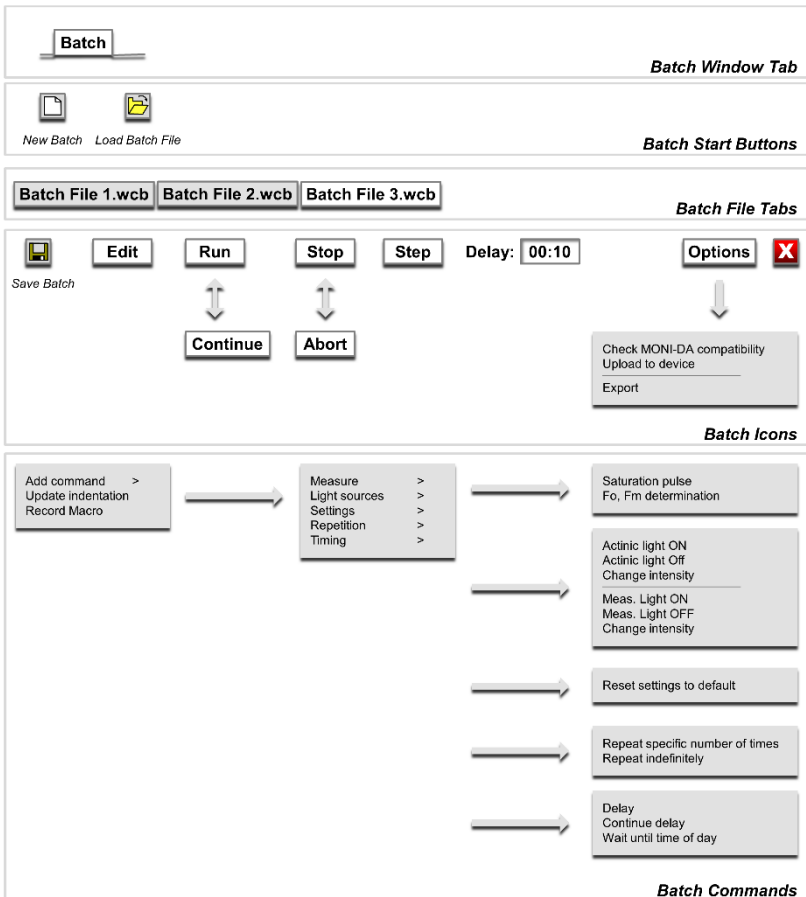 Batch
Batch Window Tab
New Batch Load Batch File
Batch Start Buttons
Batch File 1.wcb Batch File 2.wcb Batch File 3.wcb
Batch File Tabs
Edit Run Stop Step Delay: 00:10 Options X
Save Batch
Continue Abort
Check MONI-DA compatibility
Upload to device
Export
Batch Icons
Add command >
Update indentation
Record Macro
Measure >
Light sources >
Settings >
Repetition >
Timing >
Saturation pulse
Fo, Fm determination
Actinic light ON
Actinic light Off
Change intensity
Meas. Light ON
Meas. Light OFF
Change intensity
Reset settings to default
Repeat specific number of times
Repeat indefinitely
Delay
Continue delay
Wait until time of day
Batch Commands